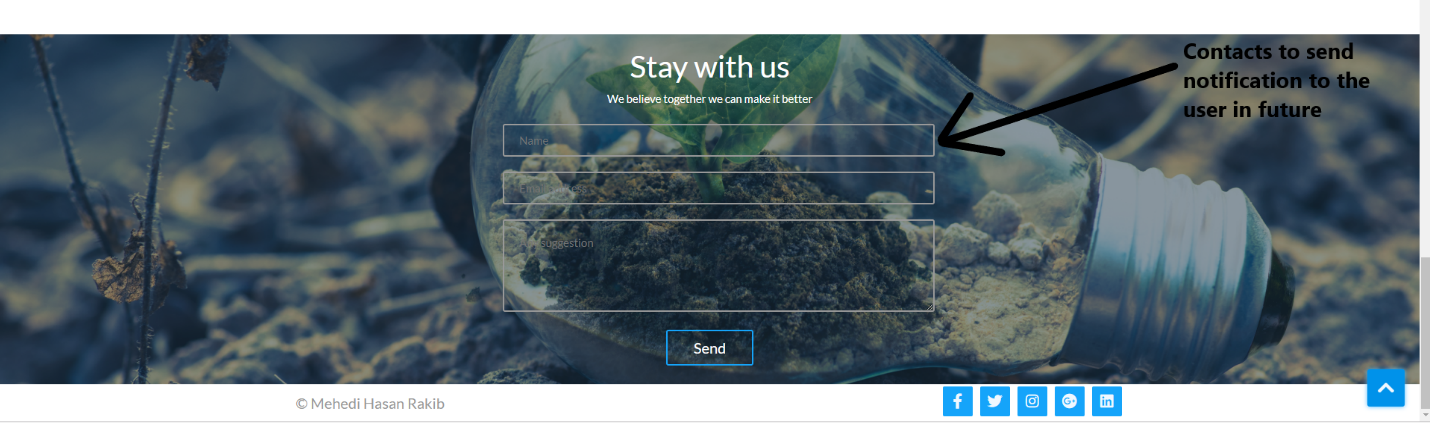 Contacts to send
notification to the
user in future
Stay with us
We believe together we can make it better
Name
Email
suggestion
Send
© Mehedi Hasan Rakib